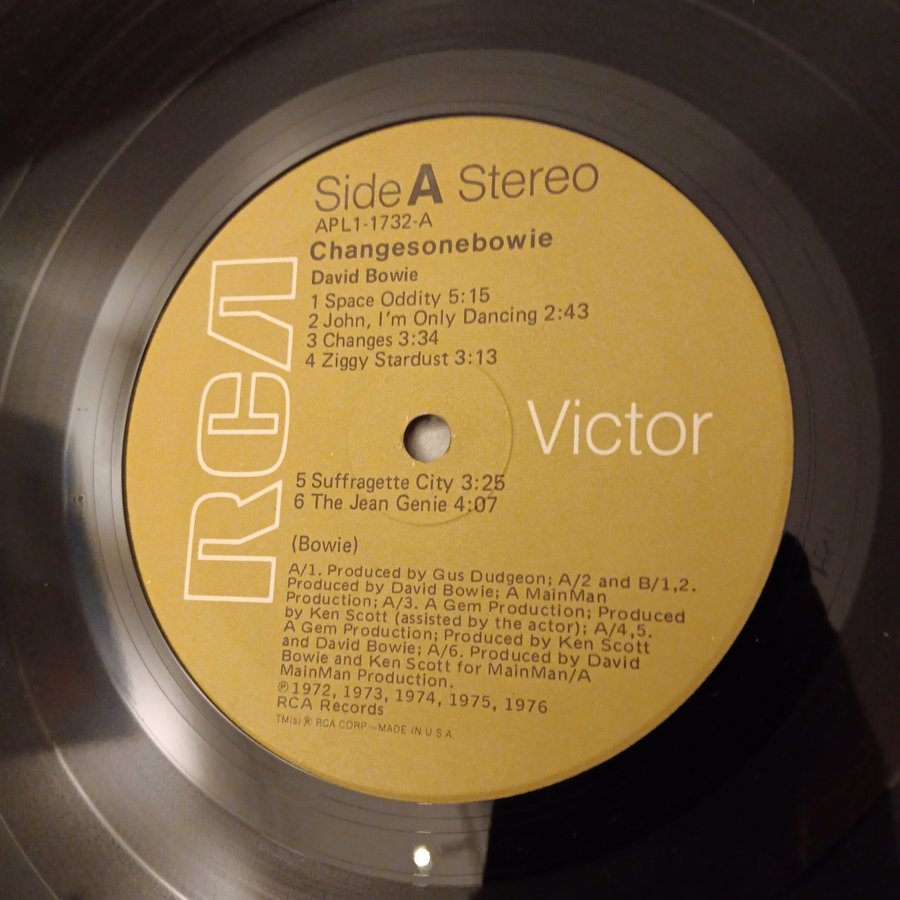 Side A Stereo
APL1-1732-A
Changesonebowie
David Bowie
1 Space Oddity 5:15
2 John, I'm Only Dancing 2:43
3 Changes 3:34
4 Ziggy Stardust 3:13
RCA
Victor
5 Suffragette City 3:25
6 The Jean Genie 4:07
(Bowie)
A/1. Produced by Gus Dudgeon; A/2 and B/1,2.
Produced by David Bowie; A MainMan
Production; A/3. A Gem Production; Produced
by Ken Scott (assisted by the actor); A/4,5.
A Gem Production; Produced by Ken Scott
and David Bowie; A/6. Produced by David
Bowie and Ken Scott for MainMan/A
MainMan Production.
℗1972, 1973, 1974, 1975, 1976
RCA Records
TM(s) ® RCA CORP.—MADE IN U.S.A.